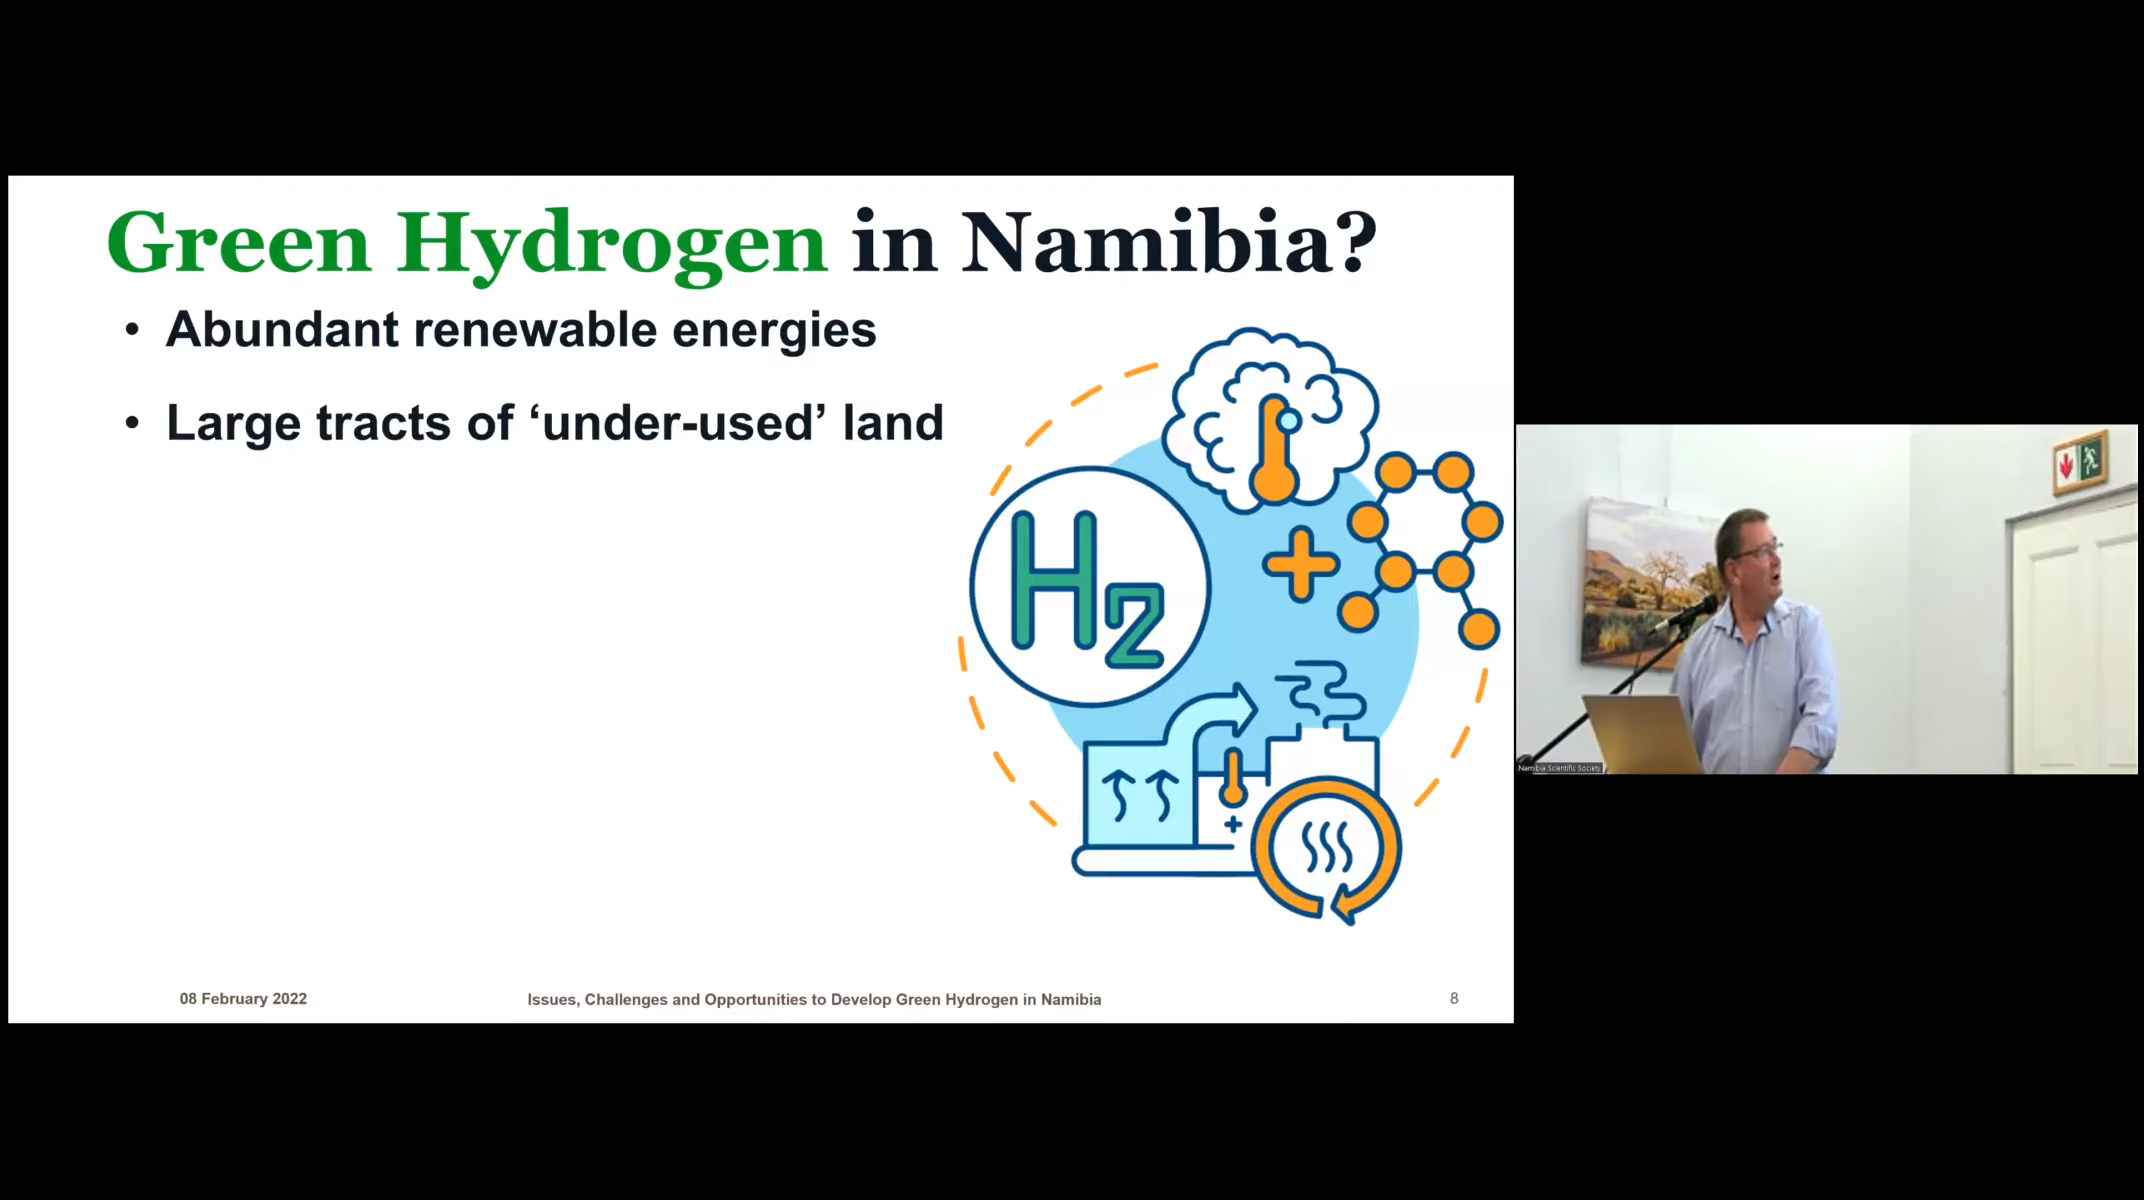 Green Hydrogen in Namibia?
• Abundant renewable energies
• Large tracts of ‘under-used’ land
H2
08 February 2022
Issues, Challenges and Opportunities to Develop Green Hydrogen in Namibia
8
Namibia Scientific Society